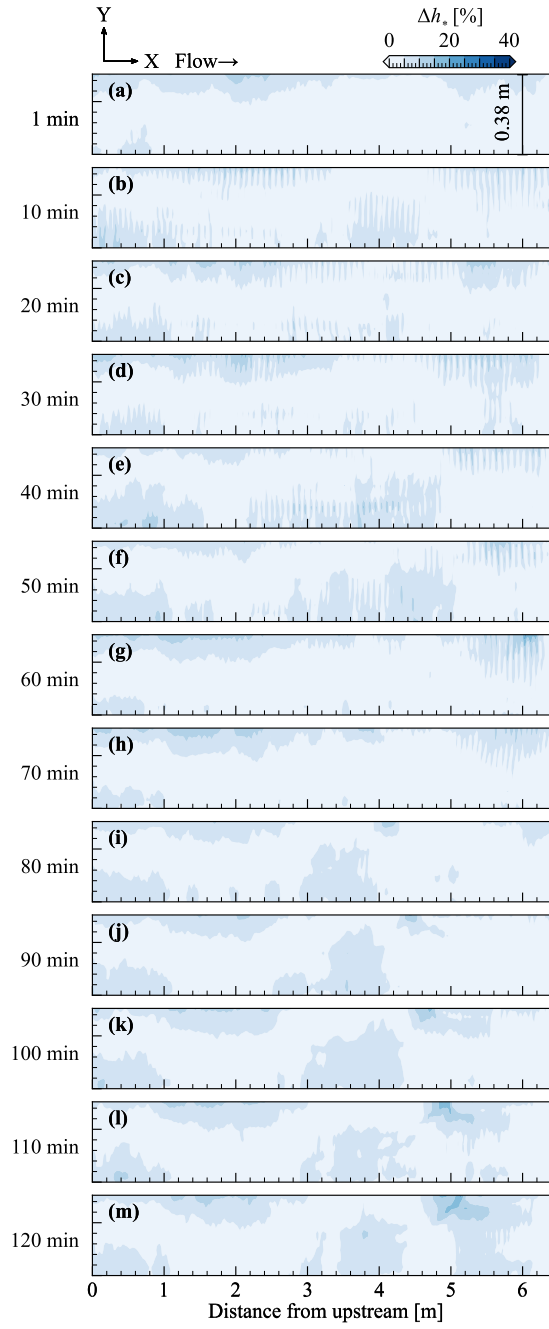 Y
Δh* [%]
X Flow→
0 20 40
(a)
1 min
0.38 m
(b)
10 min
(c)
20 min
(d)
30 min
(e)
40 min
(f)
50 min
(g)
60 min
(h)
70 min
(i)
80 min
(j)
90 min
(k)
100 min
(l)
110 min
(m)
120 min
0 1 2 3 4 5 6
Distance from upstream [m]